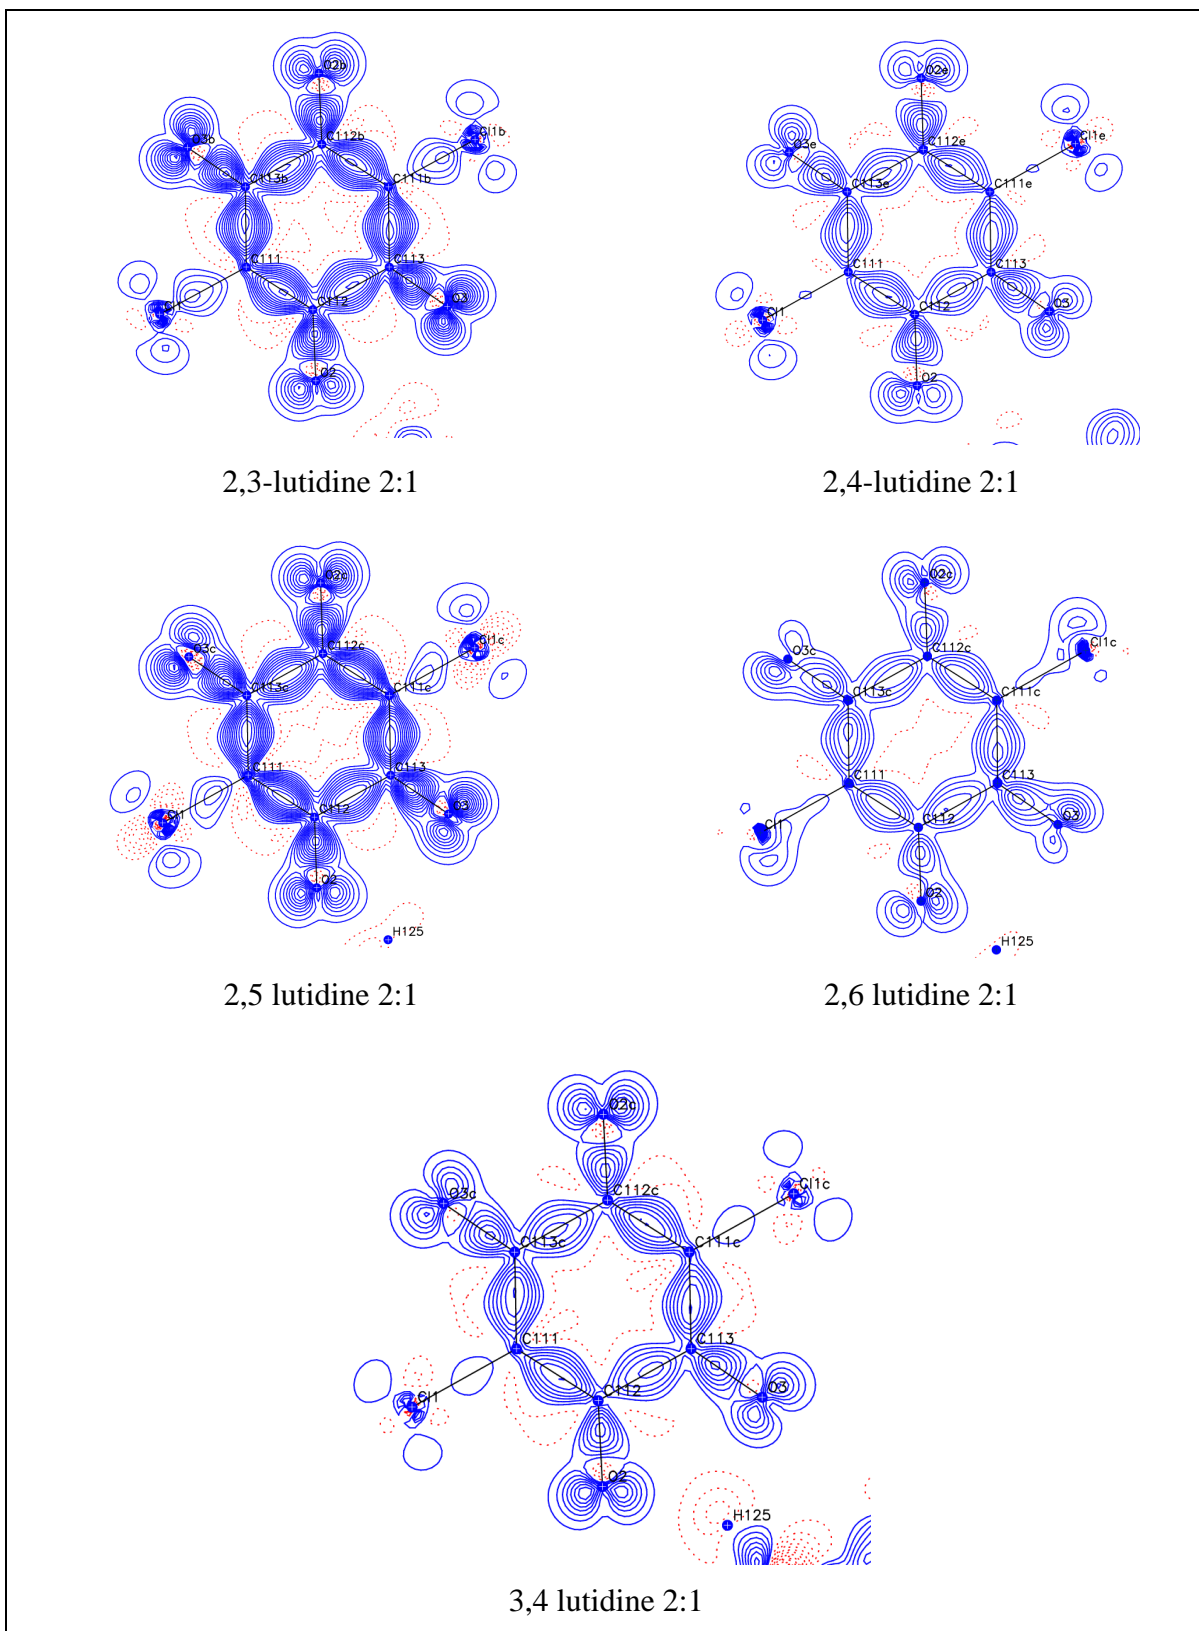 O2b
O3b
C112b
Cl1b
C113b
C111b
C111
C113
Cl1
C112
O3
O2
2,3-lutidine 2:1
O2e
O3e
C112e
Cl1e
C113e
C111e
C111
C113
Cl1
C112
O3
O2
2,4-lutidine 2:1
O2c
O3c
C112c
Cl1c
C113c
C111c
C111
C113
Cl1
C112
O3
O2
H125
2,5 lutidine 2:1
O2c
O3c
C112c
Cl1c
C113c
C111c
C111
C113
Cl1
C112
O3
O2
H125
2,6 lutidine 2:1
O2c
O3c
C112c
Cl1c
C113c
C111c
C111
C113
Cl1
C112
O3
O2
H125
3,4 lutidine 2:1